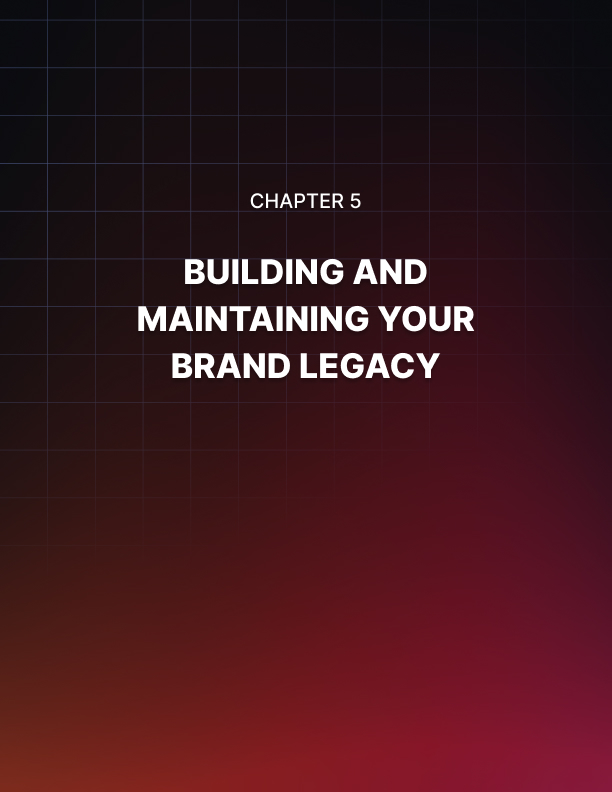 CHAPTER 5
BUILDING AND
MAINTAINING YOUR
BRAND LEGACY